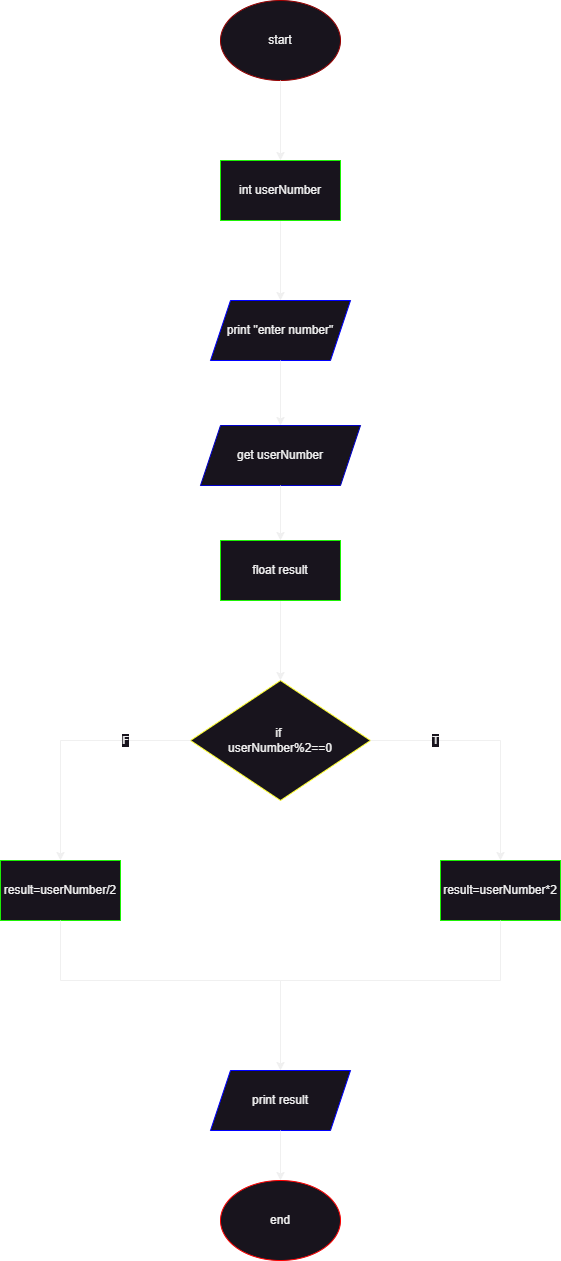 start
int userNumber
print "enter number"
get userNumber
float result
if
userNumber%2==0
F
T
result=userNumber/2
result=userNumber*2
print result
end